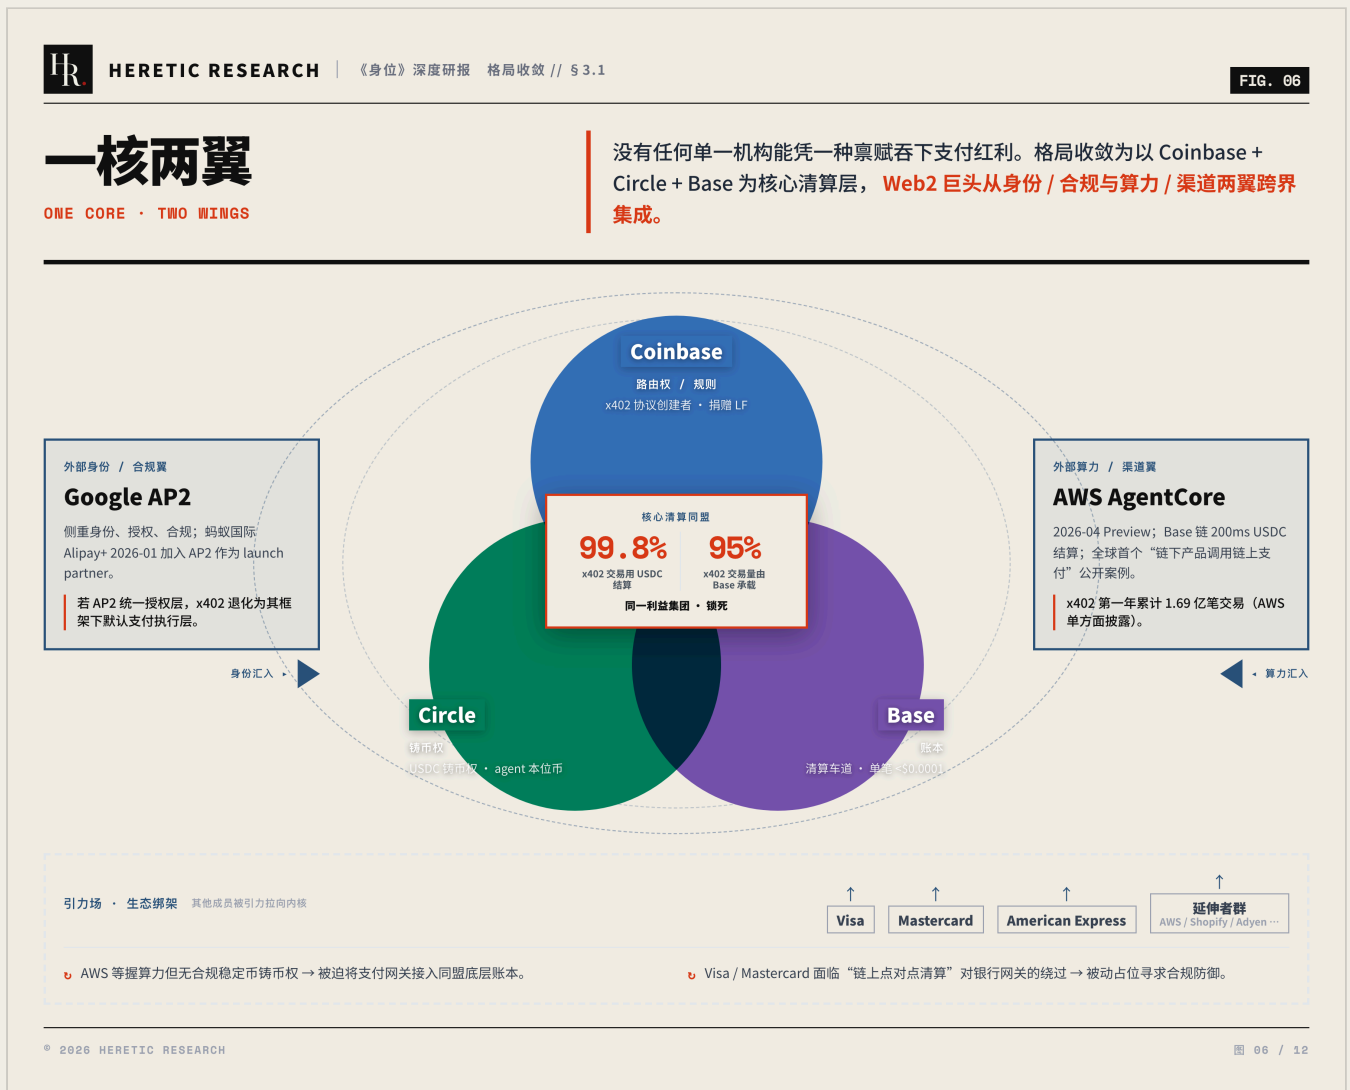 HR.
HERETIC RESEARCH
《身位》深度研报 格局收敛 // § 3.1
FIG. 06
一核两翼
ONE CORE · TWO WINGS
没有任何单一机构能凭一种禀赋吞下支付红利。格局收敛为以 Coinbase +
Circle + Base 为核心清算层， Web2 巨头从身份 / 合规与算力 / 渠道两翼跨界
集成。
Coinbase
路由权 / 规则
x402 协议创建者 · 捐赠 LF
外部身份 / 合规翼
Google AP2
侧重身份、授权、合规；蚂蚁国际
Alipay+ 2026-01 加入 AP2 作为 launch
partner。
若 AP2 统一授权层，x402 退化为其框
架下默认支付执行层。
身份汇入 ▸
核心清算同盟
99.8%
x402 交易用 USDC
结算
95%
x402 交易量由
Base 承载
同一利益集团 · 锁死
外部算力 / 渠道翼
AWS AgentCore
2026-04 Preview；Base 链 200ms USDC
结算；全球首个“链下产品调用链上支
付”公开案例。
x402 第一年累计 1.69 亿笔交易（AWS
单方面披露）。
◂ 算力汇入
Circle
铸币权
USDC 铸币权 · agent 本位币
Base
账本
清算车道 · 单笔 <$0.0001
引力场 · 生态绑架 其他成员被引力拉向内核
↑ ↑ ↑ ↑
Visa
Mastercard
American Express
延伸者群
AWS / Shopify / Adyen ···
↻ AWS 等握算力但无合规稳定币铸币权 → 被迫将支付网关接入同盟底层账本。
↻ Visa / Mastercard 面临“链上点对点清算”对银行网关的绕过 → 被动占位寻求合规防御。
© 2026 HERETIC RESEARCH
图 06 / 12